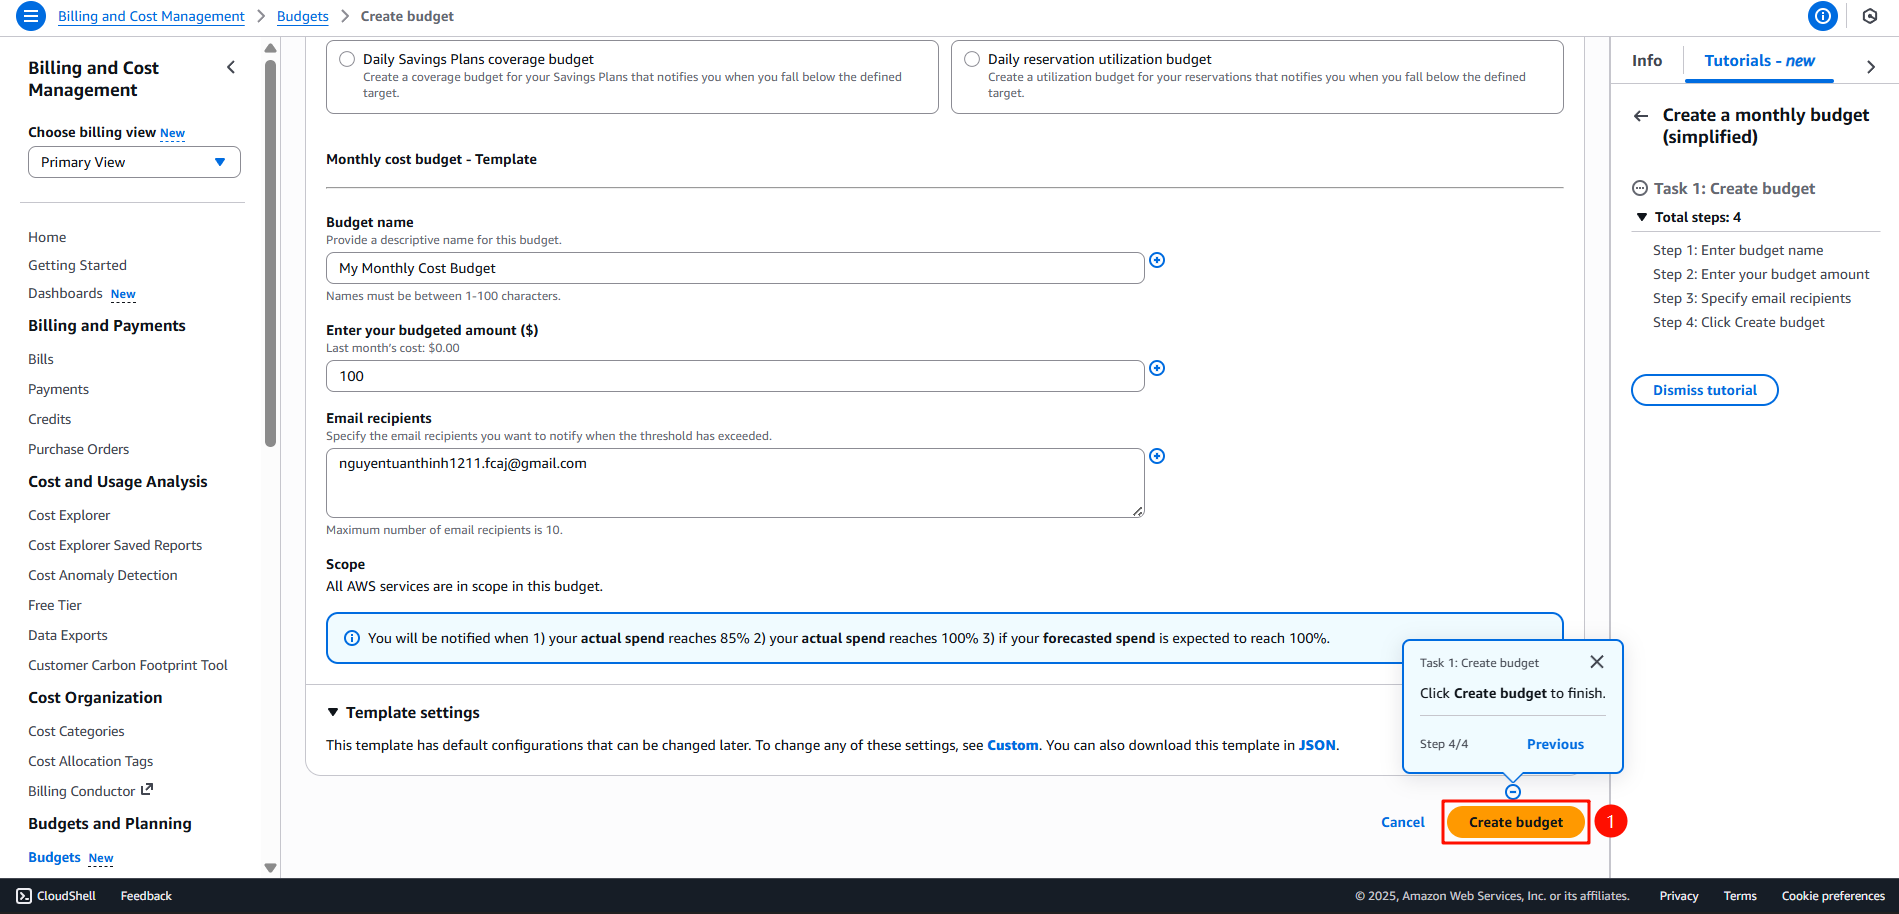 Billing and Cost Management
Budgets
Create budget
Billing and Cost
Management
Choose billing view New
Primary View
Home
Getting Started
Dashboards New
Billing and Payments
Bills
Payments
Credits
Purchase Orders
Cost and Usage Analysis
Cost Explorer
Cost Explorer Saved Reports
Cost Anomaly Detection
Free Tier
Data Exports
Customer Carbon Footprint Tool
Cost Organization
Cost Categories
Cost Allocation Tags
Billing Conductor
Budgets and Planning
Budgets New
Daily Savings Plans coverage budget
Create a coverage budget for your Savings Plans that notifies you when you fall below the defined
target.
Daily reservation utilization budget
Create a utilization budget for your reservations that notifies you when you fall below the defined
target.
Monthly cost budget - Template
Budget name
Provide a descriptive name for this budget.
My Monthly Cost Budget
Names must be between 1-100 characters.
Enter your budgeted amount ($)
Last month's cost: $0.00
100
Email recipients
Specify the email recipients you want to notify when the threshold has exceeded.
nguyentuanthinh1211.fcaj@gmail.com
Maximum number of email recipients is 10.
Scope
All AWS services are in scope in this budget.
You will be notified when 1) your actual spend reaches 85% 2) your actual spend reaches 100% 3) if your forecasted spend is expected to reach 100%.
Template settings
This template has default configurations that can be changed later. To change any of these settings, see Custom. You can also download this template in JSON.
Task 1: Create budget
Click Create budget to finish.
Step 4/4
Previous
Cancel
Create budget
1
Info
Tutorials - new
Create a monthly budget
(simplified)
Task 1: Create budget
Total steps: 4
Step 1: Enter budget name
Step 2: Enter your budget amount
Step 3: Specify email recipients
Step 4: Click Create budget
Dismiss tutorial
CloudShell
Feedback
© 2025, Amazon Web Services, Inc. or its affiliates.
Privacy
Terms
Cookie preferences